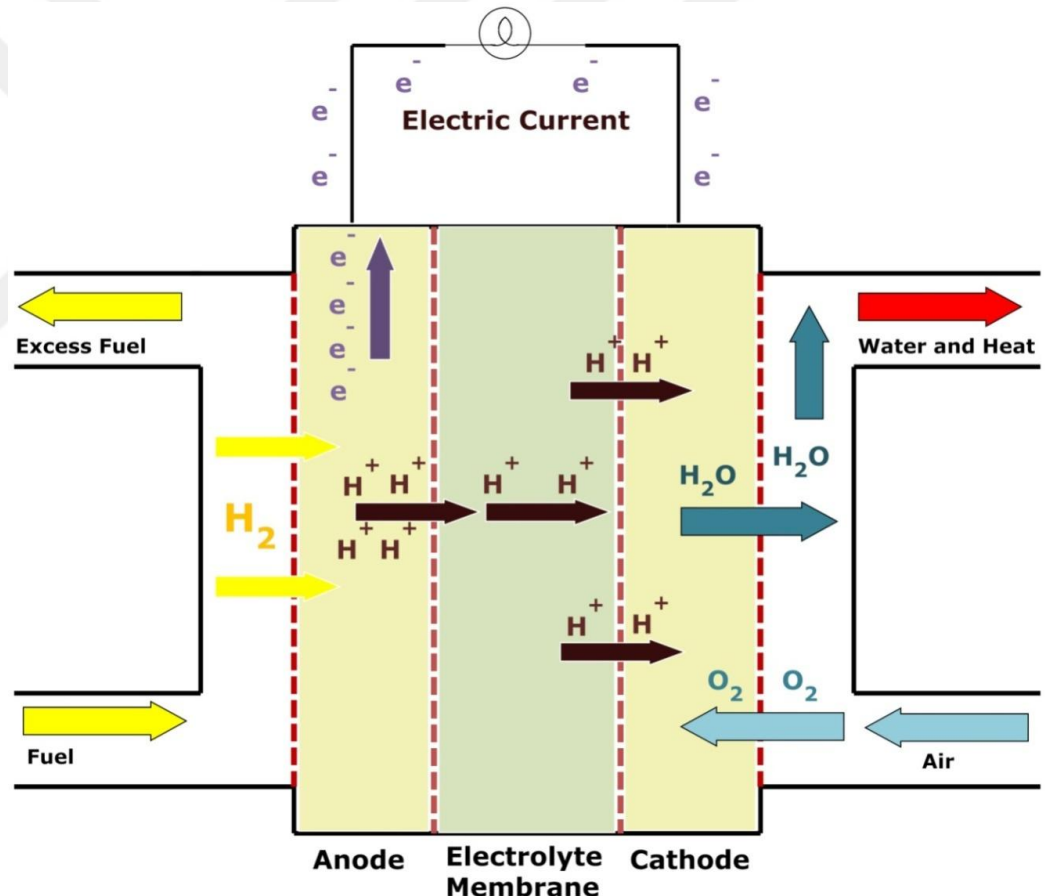 e-
e-
e-
e-
Electric Current
e-
e-
e-
e-
e-
e-
Excess Fuel
Water and Heat
H+ H+
H2O
H2O
H+ H+
H+ H+
H2
H+ H+
H+ H+
O2 O2
Fuel
Air
Anode
Electrolyte
Membrane
Cathode